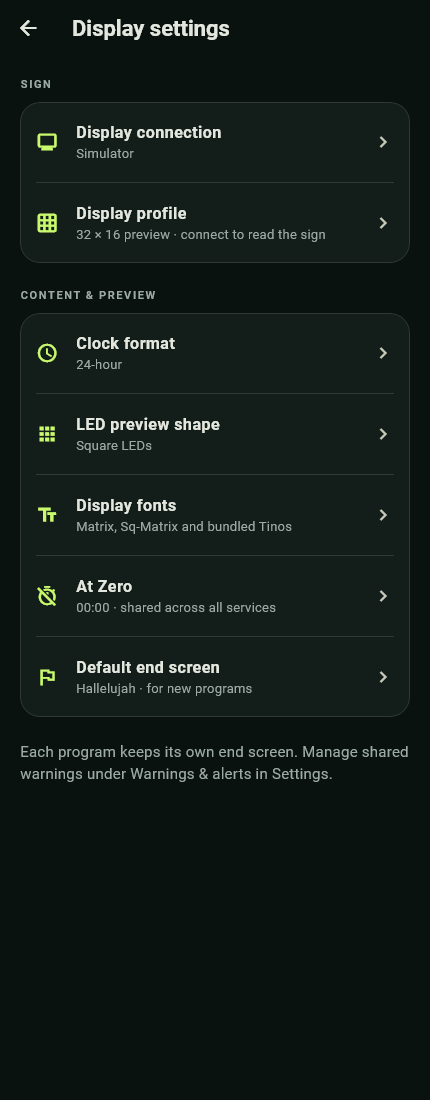 Display settings
SIGN
Display connection
Simulator
Display profile
32 × 16 preview · connect to read the sign
CONTENT & PREVIEW
Clock format
24-hour
LED preview shape
Square LEDs
Display fonts
Matrix, Sq-Matrix and bundled Tinos
At Zero
00:00 · shared across all services
Default end screen
Hallelujah · for new programs
Each program keeps its own end screen. Manage shared
warnings under Warnings & alerts in Settings.